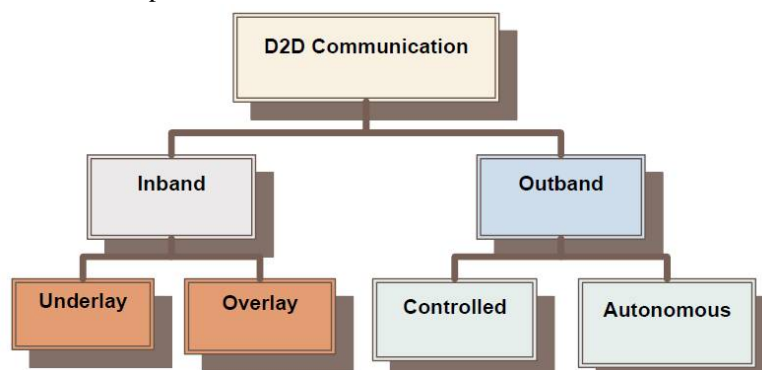 D2D Communication
Inband
Outband
Underlay
Overlay
Controlled
Autonomous